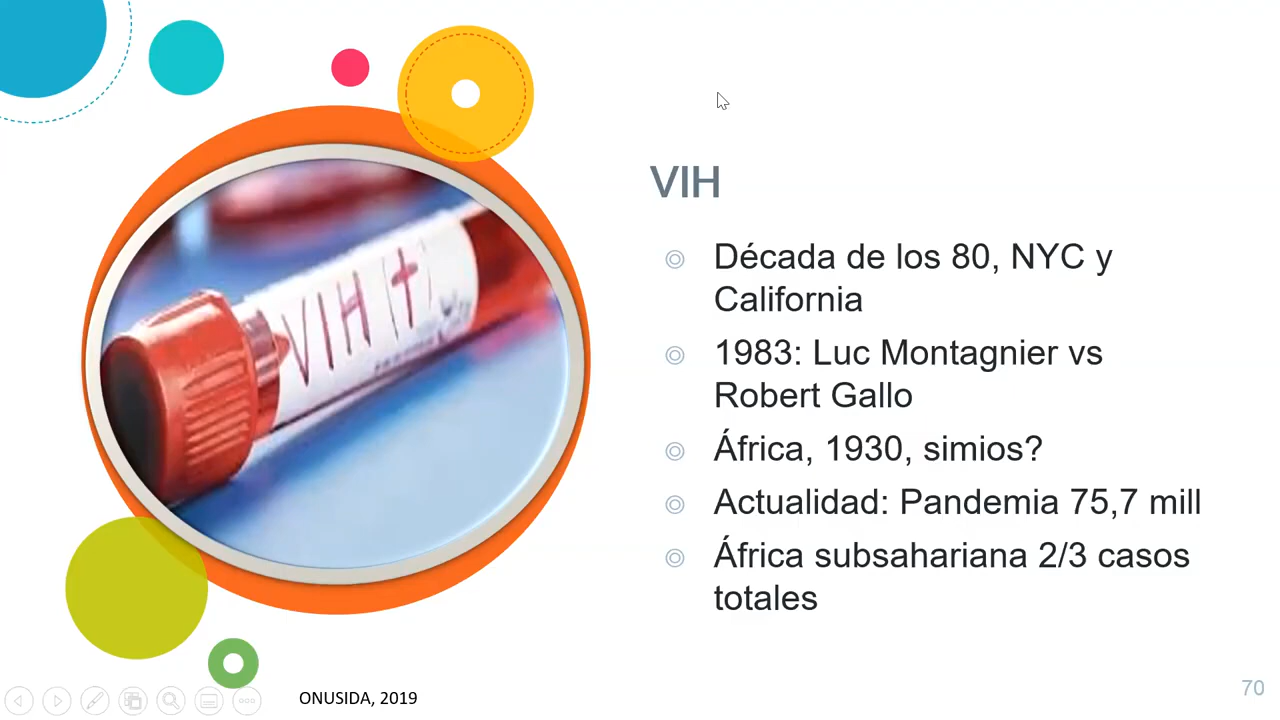 VIH (+)
VIH
Década de los 80, NYC y
California
1983: Luc Montagnier vs
Robert Gallo
África, 1930, simios?
Actualidad: Pandemia 75,7 mill
África subsahariana 2/3 casos
totales
ONUSIDA, 2019
70